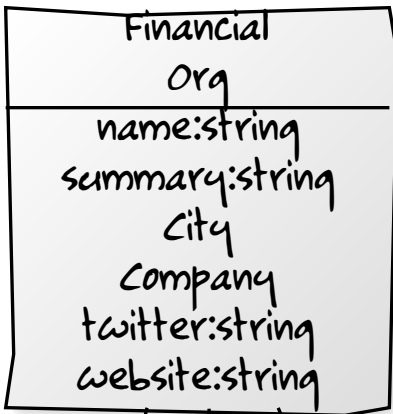 Financial
Org
name:string
summary:string
City
Company
twitter:string
website:string